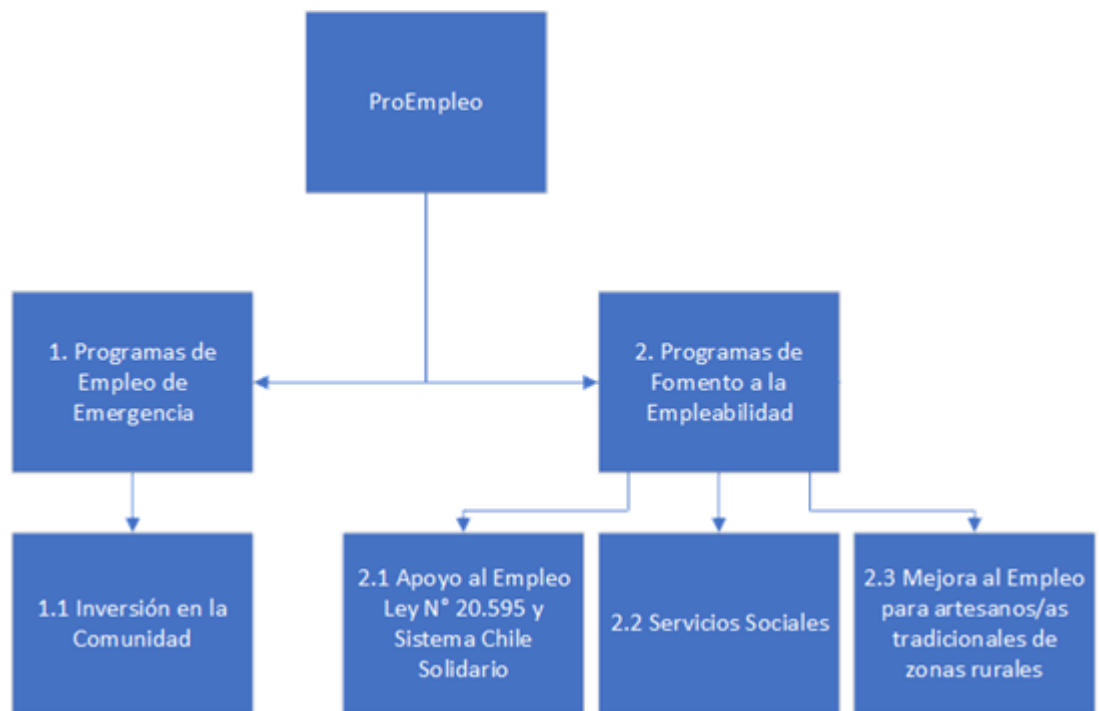 ProEmpleo
1. Programas de
Empleo de
Emergencia
2. Programas de
Fomento a la
Empleabilidad
1.1 Inversión en la
Comunidad
2.1 Apoyo al Empleo
Ley N° 20.595 y
Sistema Chile
Solidario
2.2 Servicios Sociales
2.3 Mejora al Empleo
para artesanos/as
tradicionales de
zonas rurales